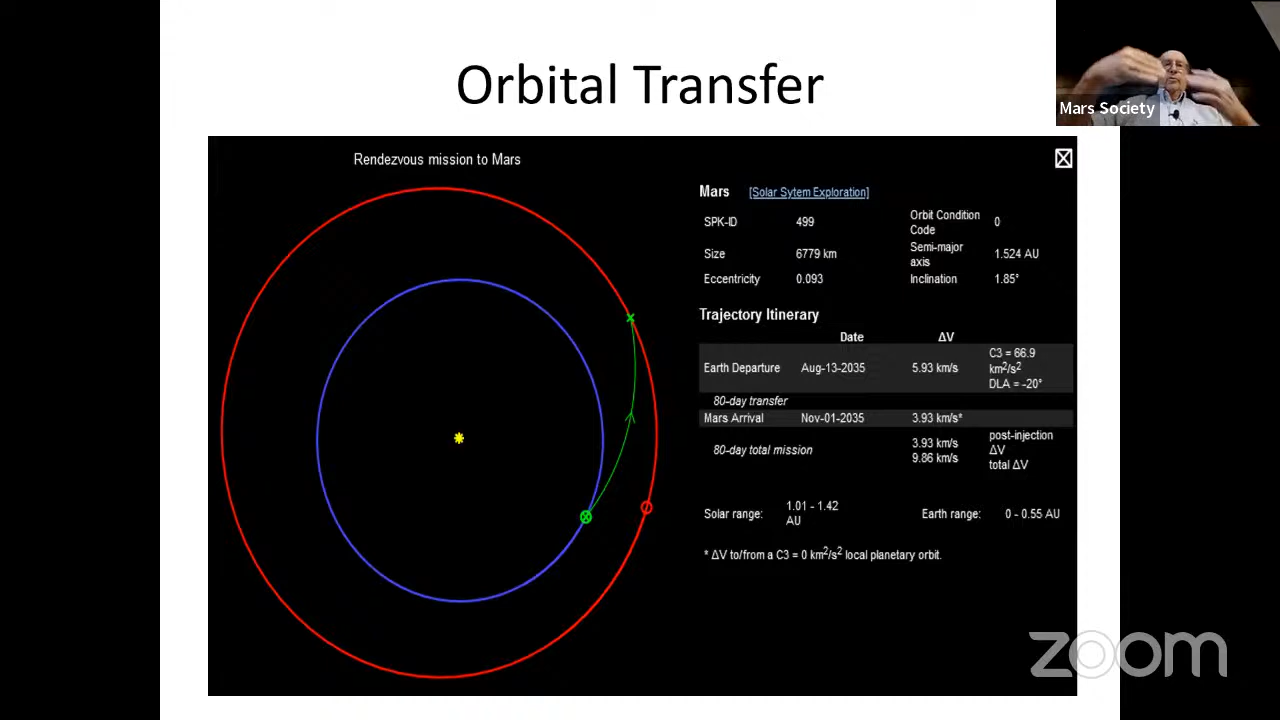 Orbital Transfer
Mars Society
Rendezvous mission to Mars
Mars [Solar Sytem Exploration]
SPK-ID 499 Orbit Condition Code 0
Size 6779 km Semi-major axis 1.524 AU
Eccentricity 0.093 Inclination 1.85°
Trajectory Itinerary
Date ΔV
Earth Departure Aug-13-2035 5.93 km/s C3 = 66.9 km²/s² DLA = -20°
80-day transfer
Mars Arrival Nov-01-2035 3.93 km/s*
80-day total mission 3.93 km/s post-injection ΔV
9.86 km/s total ΔV
Solar range: 1.01 - 1.42 AU Earth range: 0 - 0.55 AU
* ΔV to/from a C3 = 0 km²/s² local planetary orbit.
zoom